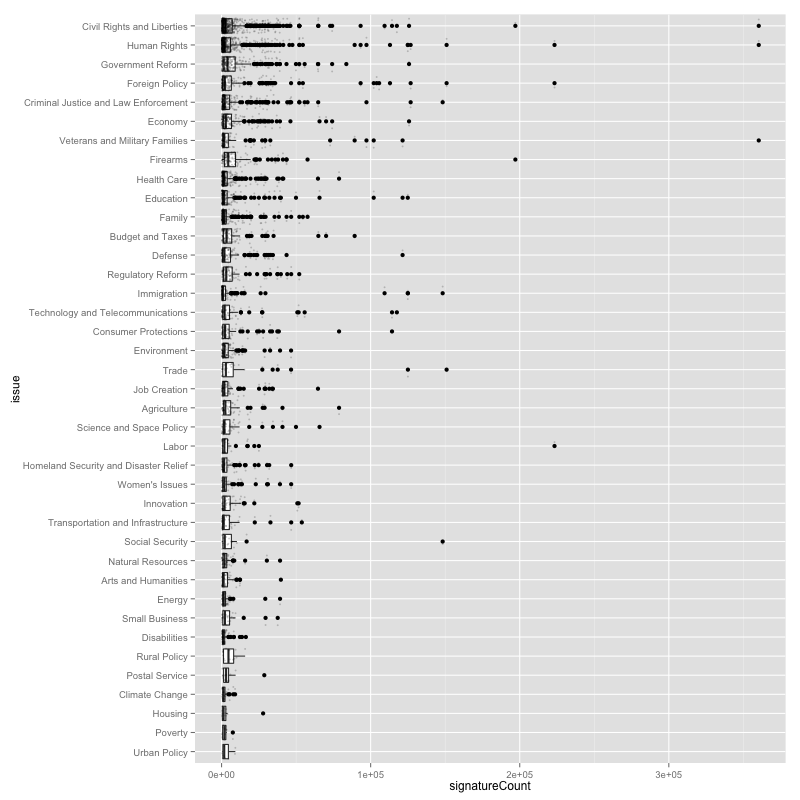 Civil Rights and Liberties
Human Rights
Government Reform
Foreign Policy
Criminal Justice and Law Enforcement
Economy
Veterans and Military Families
Firearms
Health Care
Education
Family
Budget and Taxes
Defense
Regulatory Reform
Immigration
Technology and Telecommunications
Consumer Protections
Environment
Trade
Job Creation
Agriculture
Science and Space Policy
Labor
Homeland Security and Disaster Relief
Women's Issues
Innovation
Transportation and Infrastructure
Social Security
Natural Resources
Arts and Humanities
Energy
Small Business
Disabilities
Rural Policy
Postal Service
Climate Change
Housing
Poverty
Urban Policy
issue
0e+00 1e+05 2e+05 3e+05
signatureCount